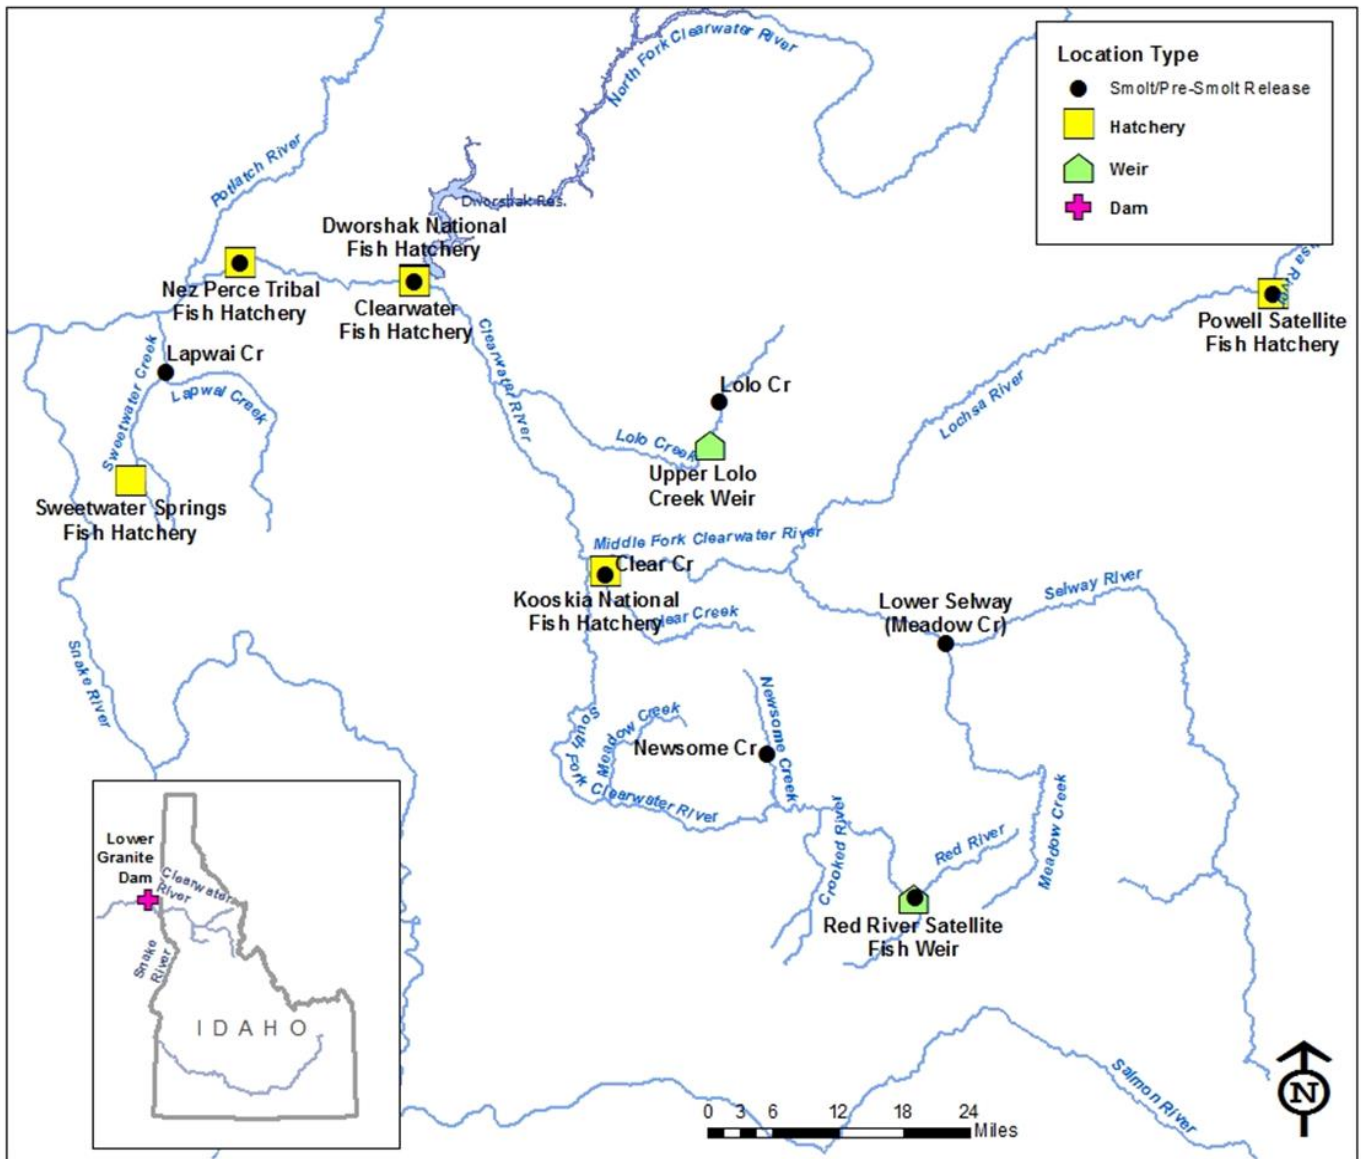 North Fork Clearwater River
Location Type
Smolt/Pre-Smolt Release
Hatchery
Weir
Dam
Potlatch River
Dworshak Res.
Dworshak National
Fish Hatchery
Nez Perce Tribal
Fish Hatchery
Clearwater
Fish Hatchery
River
Powell Satellite
Fish Hatchery
Sweetwater Creek
Lapwai Cr
Lapwai Creek
Clearwater River
Lolo Cr
Lochsa River
Lolo Creek
Upper Lolo
Creek Weir
Sweetwater Springs
Fish Hatchery
Middle Fork Clearwater River
Clear Cr
Kooskia National
Fish Hatchery
Clear Creek
Selway River
Lower Selway
(Meadow Cr)
Snake River
South Fork Clearwater River
Meadow Creek
Newsome Cr
Newsome Creek
Crooked River
Red River
Meadow Creek
Red River Satellite
Fish Weir
Lower
Granite
Dam
Clearwater
River
Snake
River
IDAHO
Salmon River
N
0 3 6 12 18 24
Miles